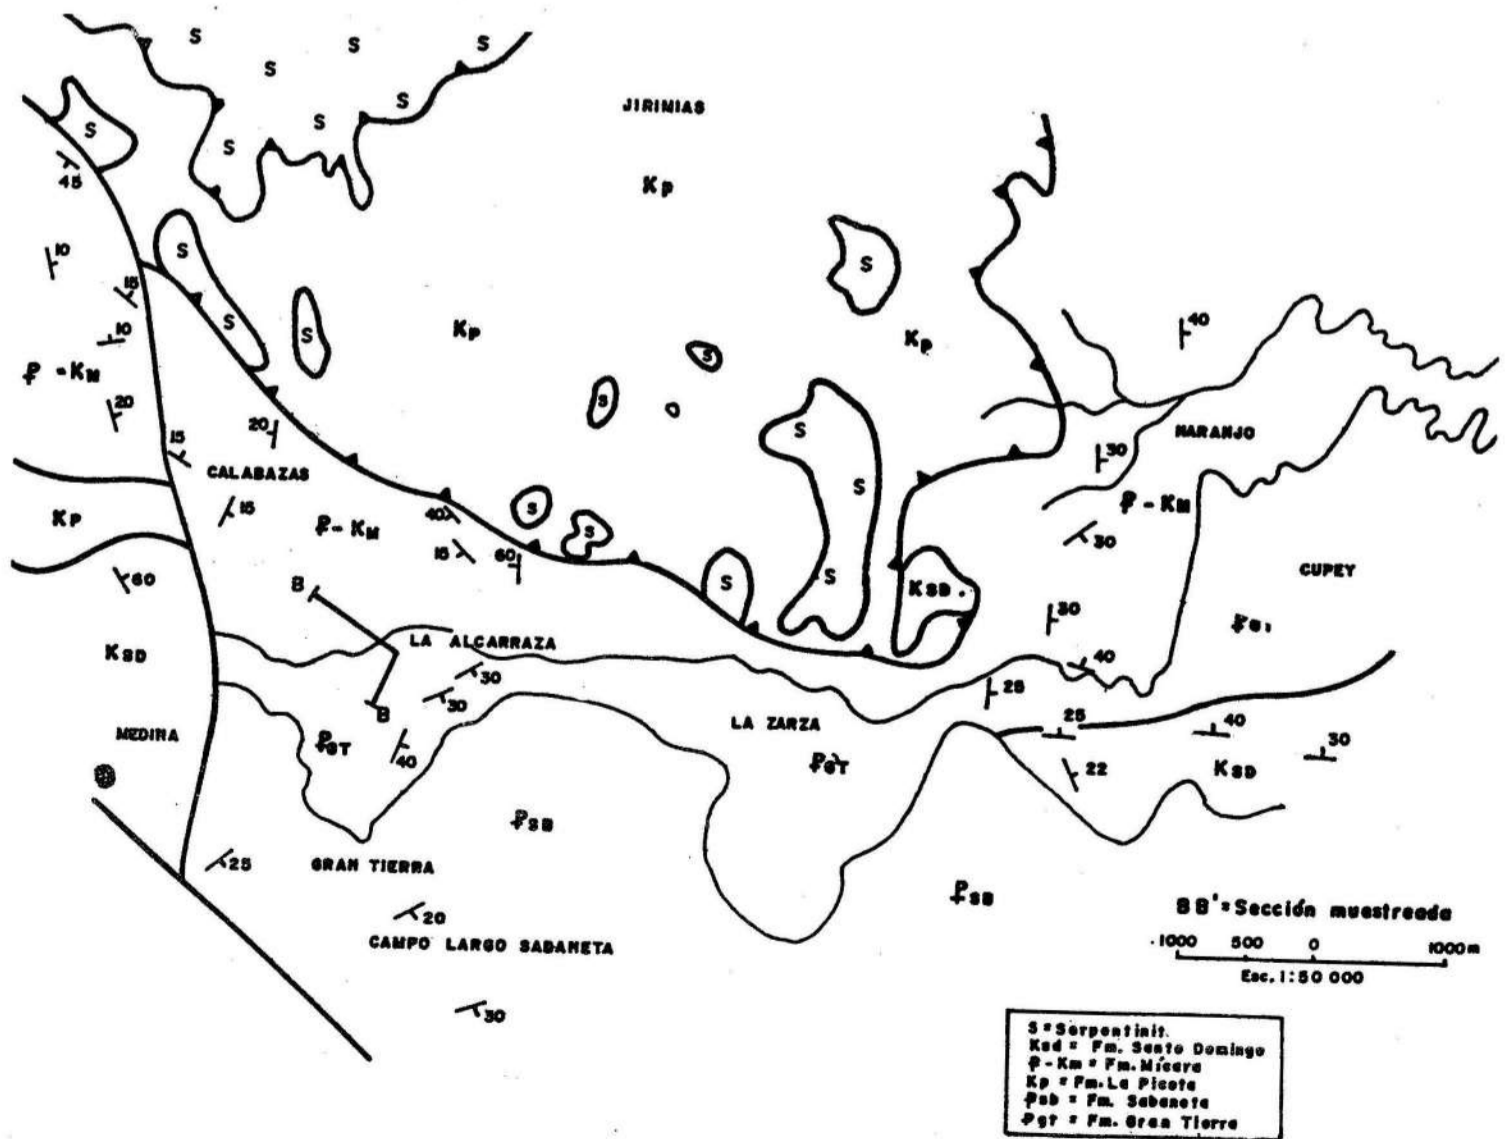 S
S
S
S
S
S
S
S
S
JIRIMIAS
45
Kp
10
S
S
15
S
S
10
Kp
Kp
40
S
P-KM
20
S
15
20
S
NARANJO
CALABAZAS
30
Kp
15
P-KM
40
S
S
P-KM
S
15
60
30
CUPEY
60
B
S
S
KSD.
30
KSD
LA ALCARRAZA
40
30
25
B
30
MEDINA
PGT
40
LA ZARZA
PGT
25
40
30
22
KSD
PSB
25
GRAN TIERRA
PSB
20
CAMPO LARGO SABANETA
30
BB'=Sección muestreada
1000 500 0 1000m
Esc. 1:50 000
S = Serpentinit.
Ksd = Fm. Santo Domingo
P-Km = Fm. Mícara
Kp = Fm. La Picota
Psb = Fm. Sabaneta
Pgt = Fm. Gran Tierra